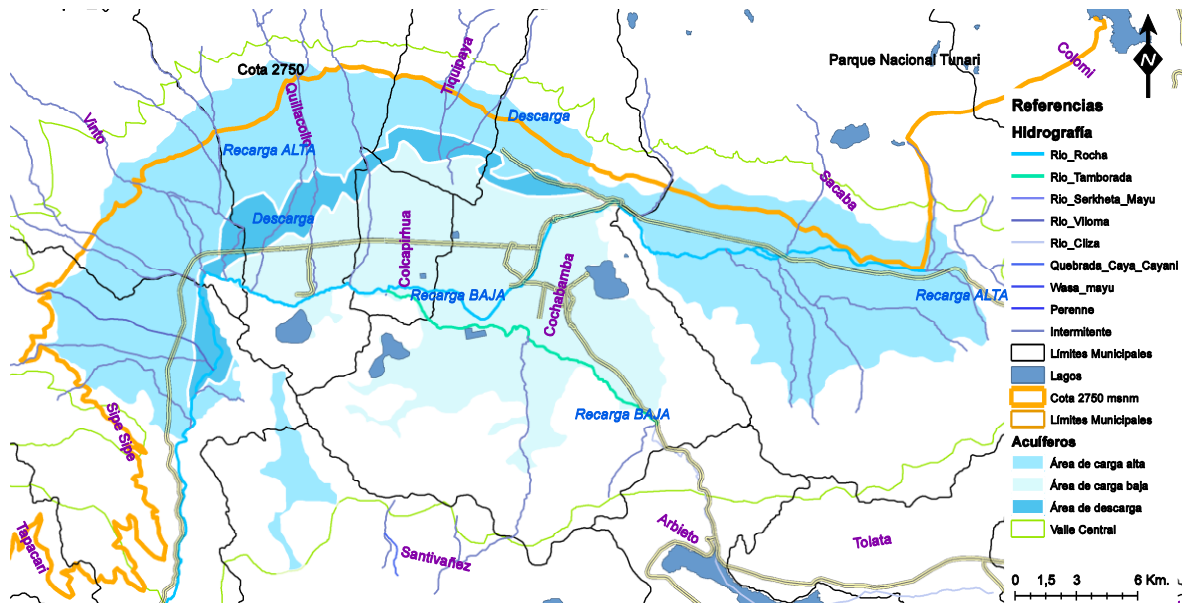 Cota 2750
Tiquipaya
Parque Nacional Tunari
Colomi
N
Vinto
Quillacollo
Descarga
Recarga ALTA
Sacaba
Descarga
Colcapirhua
Recarga BAJA
Cochabamba
Recarga ALTA
Recarga BAJA
Sipe Sipe
Tapacari
Santivañez
Arbieto
Tolata
Referencias
Hidrografía
Rio_Rocha
Rio_Tamborada
Rio_Serkheta_Mayu
Rio_Viloma
Rio_Cliza
Quebrada_Caya_Cayani
Wasa_mayu
Perenne
Intermitente
Límites Municipales
Lagos
Cota 2750 msnm
Límites Municipales
Acuíferos
Área de carga alta
Área de carga baja
Área de descarga
Valle Central
0 1,5 3 6 Km.